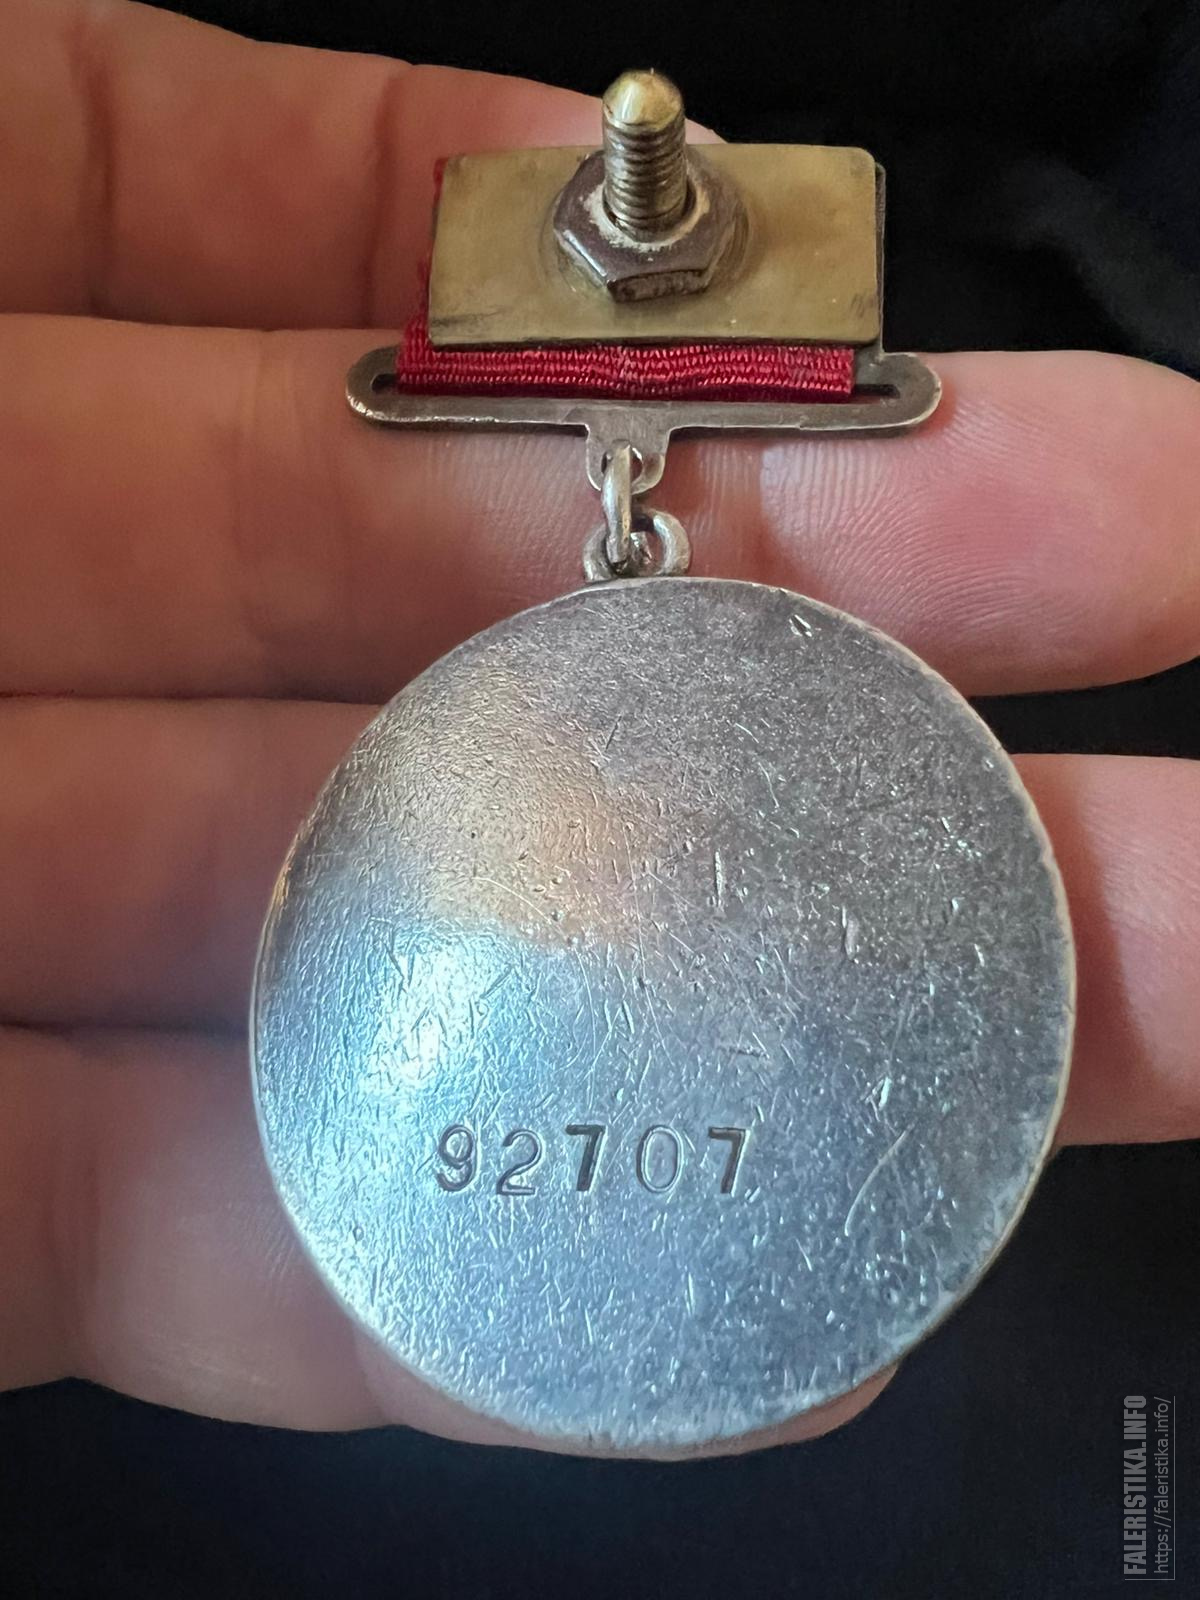 92707
FALERISTIKA.INFO
https://faleristika.info/